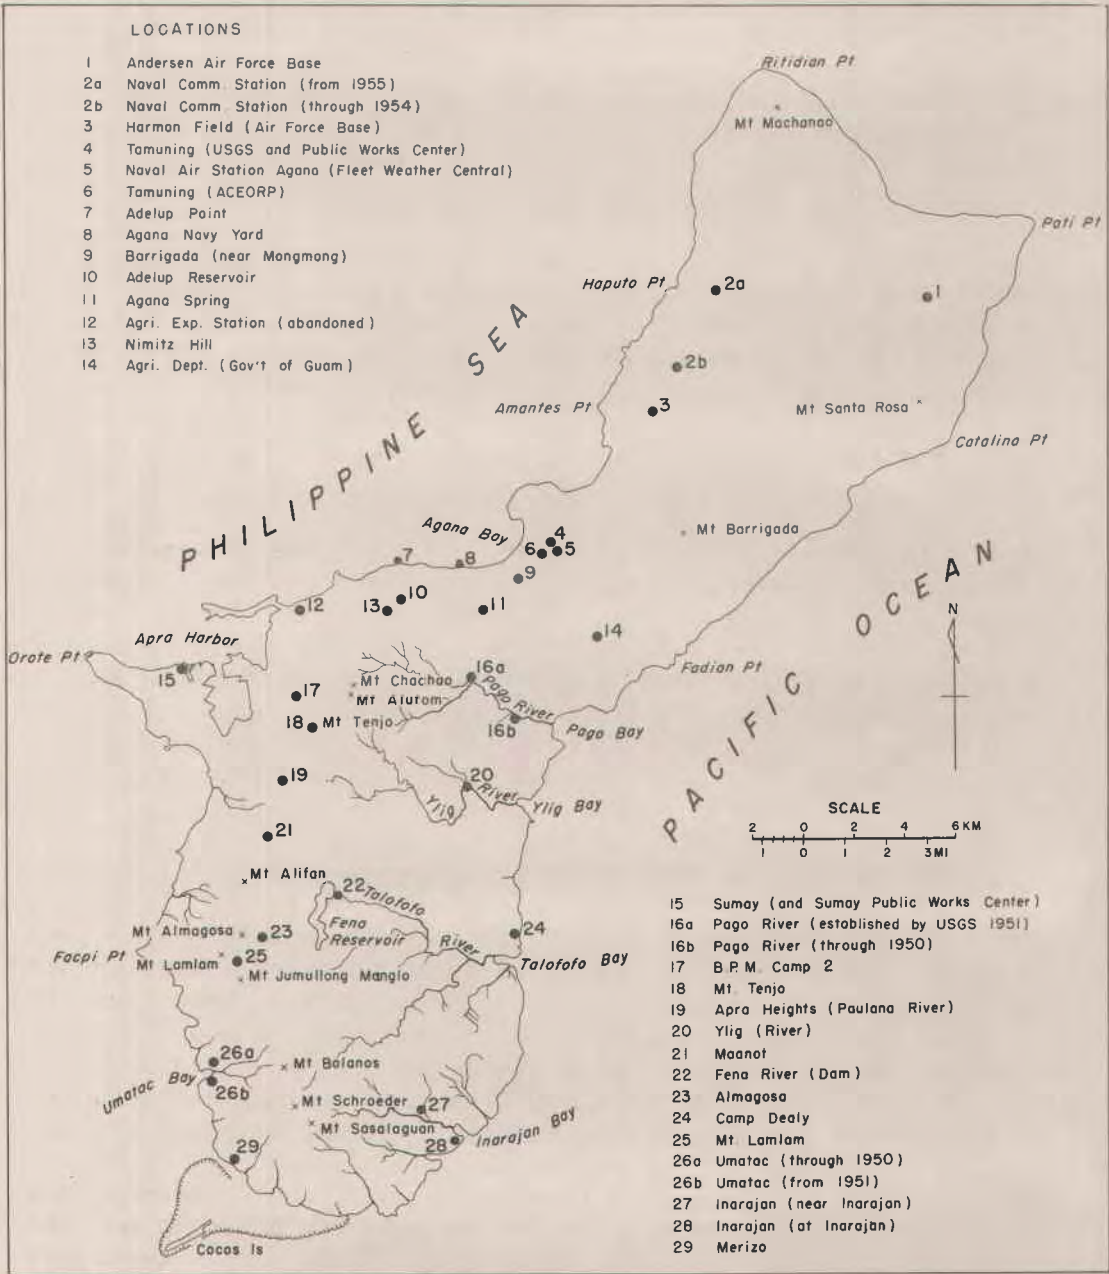 LOCATIONS
1 Andersen Air Force Base
2a Naval Comm. Station (from 1955)
2b Naval Comm. Station (through 1954)
3 Harmon Field (Air Force Base)
4 Tamuning (USGS and Public Works Center)
5 Naval Air Station Agana (Fleet Weather Central)
6 Tamuning (ACEORP)
7 Adelup Point
8 Agana Navy Yard
9 Barrigada (near Mongmong)
10 Adelup Reservoir
11 Agana Spring
12 Agri. Exp. Station (abandoned)
13 Nimitz Hill
14 Agri. Dept. (Gov't of Guam)
Ritidian Pt
Mt Machanao
Pati Pt
Haputo Pt.
2a
1
PHILIPPINE SEA
2b
Amantes Pt
3
Mt Santa Rosa
Catalina Pt
Agana Bay
4
Mt Barrigada
6
5
7
8
9
PACIFIC OCEAN
N
12
13
10
11
14
Apra Harbor
Orote Pt
15
Mt Chachao
16a
Fadian Pt
17
Mt Alutom
Pago River
18
Mt Tenjo
16b
Pago Bay
19
20
Ylig River
Ylig Bay
SCALE
2 0 2 4 6 KM
1 0 1 2 3 MI
21
Mt Alifan
22
Talofofo River
Fena
Reservoir
Mt Almagosa
23
24
Facpi Pt
Mt Lamlam
25
Talofofo Bay
Mt Jumullong Manglo
26a
Mt Bolanos
Umatac Bay
26b
Mt Schroeder
27
Mt Sasalaguan
28
Inarajan Bay
29
Cocos Is
15 Sumay (and Sumay Public Works Center)
16a Pago River (established by USGS 1951)
16b Pago River (through 1950)
17 B.P.M. Camp 2
18 Mt. Tenjo
19 Apra Heights (Paulana River)
20 Ylig (River)
21 Maanot
22 Fena River (Dam)
23 Almagosa
24 Camp Dealy
25 Mt Lamlam
26a Umatac (through 1950)
26b Umatac (from 1951)
27 Inarajan (near Inarajan)
28 Inarajan (at Inarajan)
29 Merizo